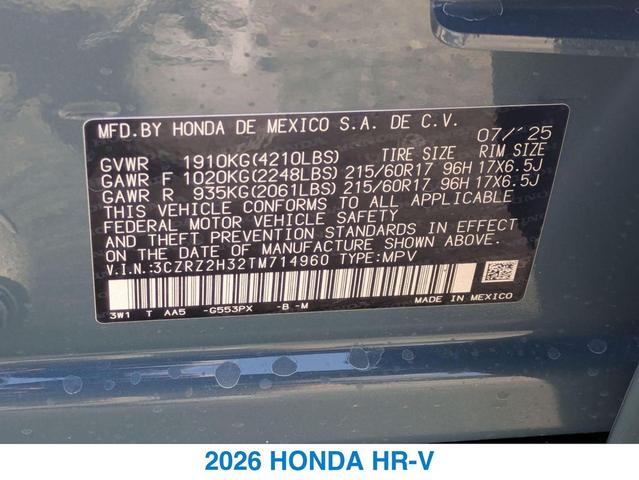 MFD.BY HONDA DE MEXICO S.A. DE C.V. 07/'25
GVWR 1910KG(4210LBS) TIRE SIZE RIM SIZE
GAWR F 1020KG(2248LBS) 215/60R17 96H 17X6.5J
GAWR R 935KG(2061LBS) 215/60R17 96H 17X6.5J
THIS VEHICLE CONFORMS TO ALL APPLICABLE
FEDERAL MOTOR VEHICLE SAFETY
AND THEFT PREVENTION STANDARDS IN EFFECT
ON THE DATE OF MANUFACTURE SHOWN ABOVE.
V.I.N.:3CZRZ2H32TM714960 TYPE:MPV
3W1 T AA5 -G553PX -B -M MADE IN MEXICO
2026 HONDA HR-V